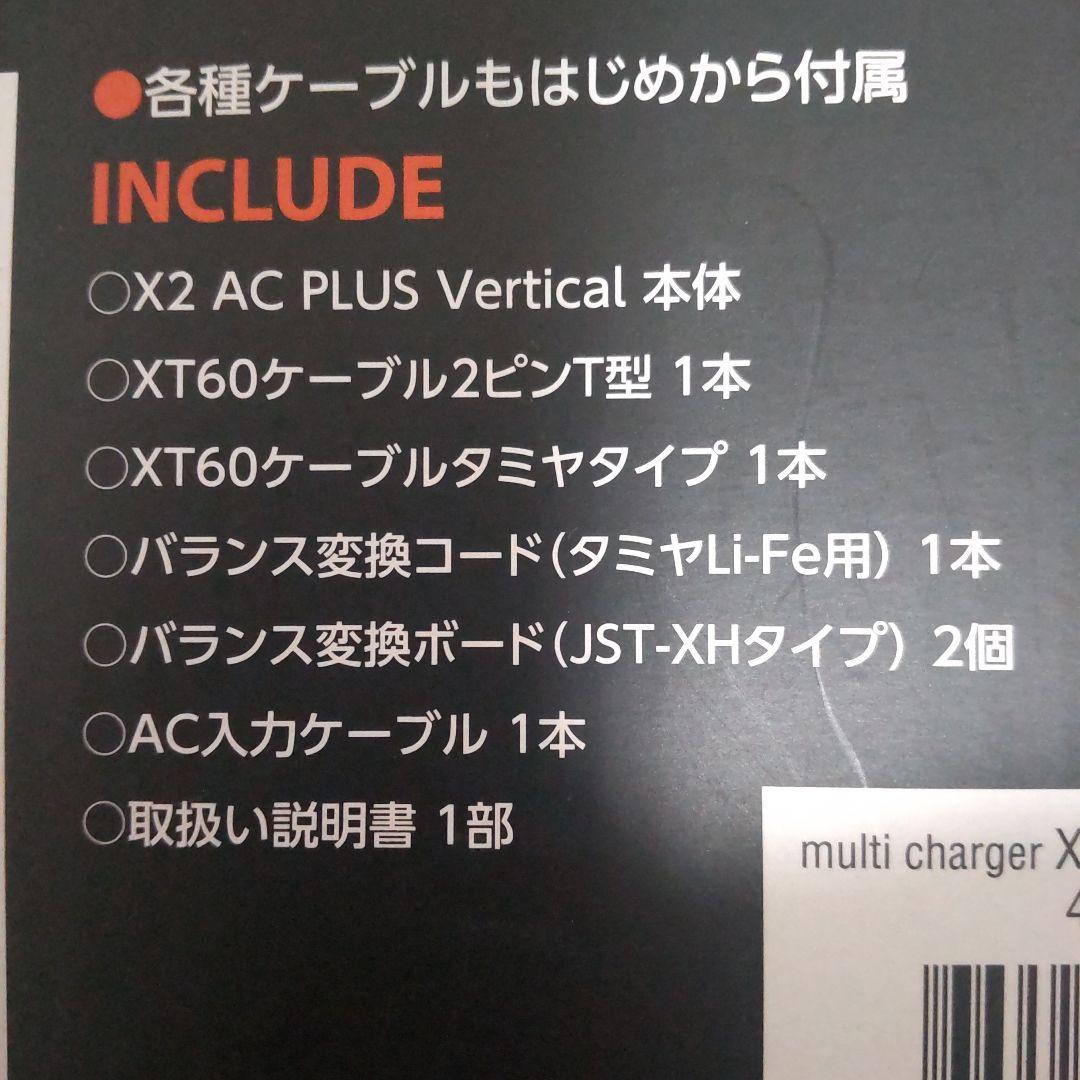 ●各種ケーブルもはじめから付属
INCLUDE
○X2 AC PLUS Vertical 本体
○XT60ケーブル2ピンT型 1本
○XT60ケーブルタミヤタイプ 1本
○バランス変換コード(タミヤLi-Fe用) 1本
○バランス変換ボード(JST-XHタイプ) 2個
○AC入力ケーブル 1本
○取扱い説明書 1部
multi charger X